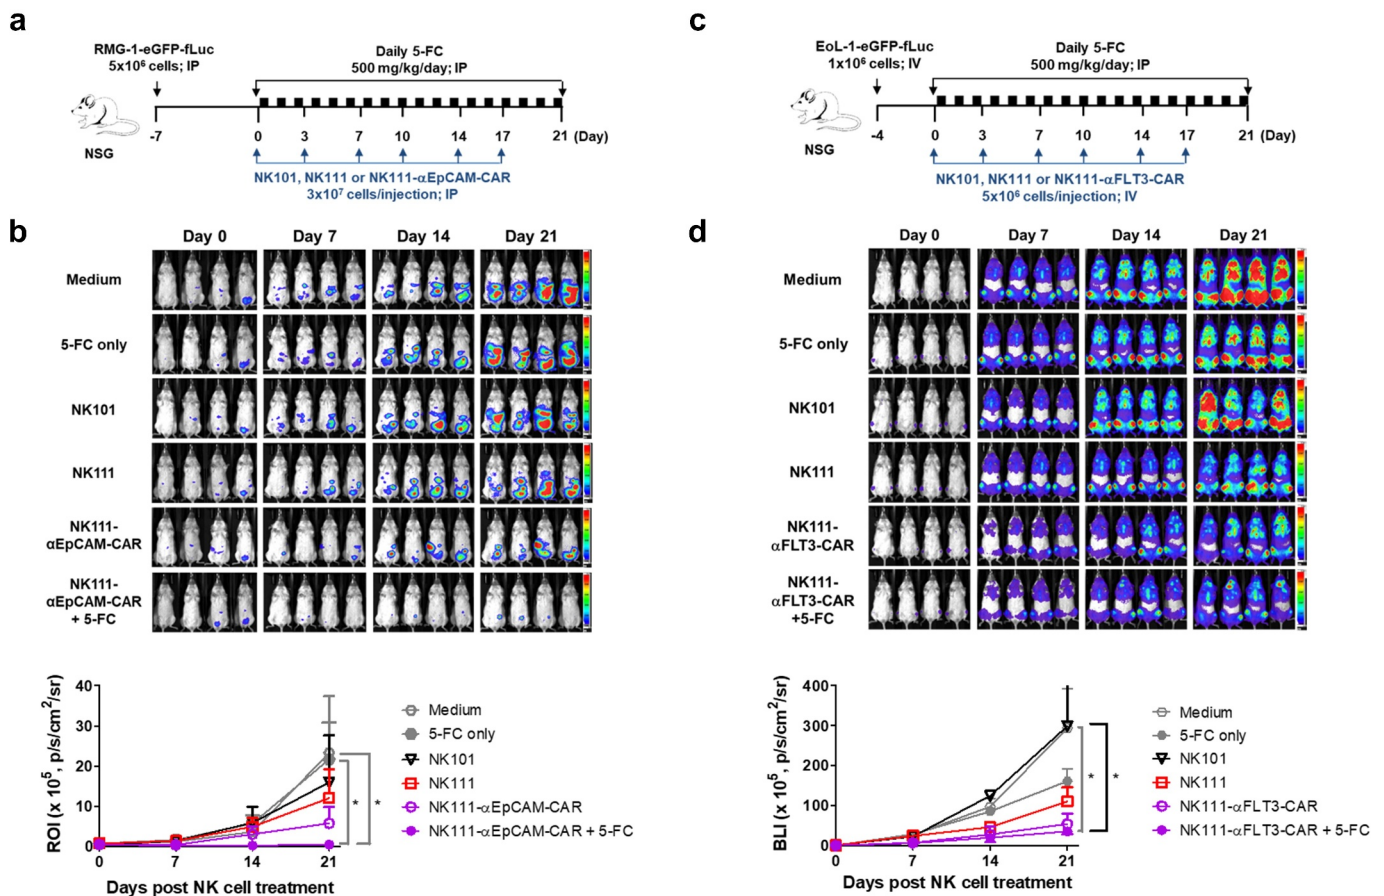 a
RMG-1-eGFP-fLuc
5x10⁶ cells; IP
Daily 5-FC
500 mg/kg/day; IP
NSG
-7 0 3 7 10 14 17 21 (Day)
NK101, NK111 or NK111-αEpCAM-CAR
3x10⁷ cells/injection; IP
b
Day 0 Day 7 Day 14 Day 21
Medium
5-FC only
NK101
NK111
NK111-
αEpCAM-CAR
NK111-
αEpCAM-CAR
+ 5-FC
ROI (x 10⁵, p/s/cm²/sr)
40
30
20
10
0
0 7 14 21
Days post NK cell treatment
Medium
5-FC only
NK101
NK111
NK111-αEpCAM-CAR
NK111-αEpCAM-CAR + 5-FC
* *
c
EoL-1-eGFP-fLuc
1x10⁶ cells; IV
Daily 5-FC
500 mg/kg/day; IP
NSG
-4 0 3 7 10 14 17 21 (Day)
NK101, NK111 or NK111-αFLT3-CAR
5x10⁶ cells/injection; IV
d
Day 0 Day 7 Day 14 Day 21
Medium
5-FC only
NK101
NK111
NK111-
αFLT3-CAR
NK111-
αFLT3-CAR
+5-FC
BLI (x 10⁵, p/s/cm²/sr)
400
300
200
100
0
0 7 14 21
Days post NK cell treatment
Medium
5-FC only
NK101
NK111
NK111-αFLT3-CAR
NK111-αFLT3-CAR + 5-FC
* *